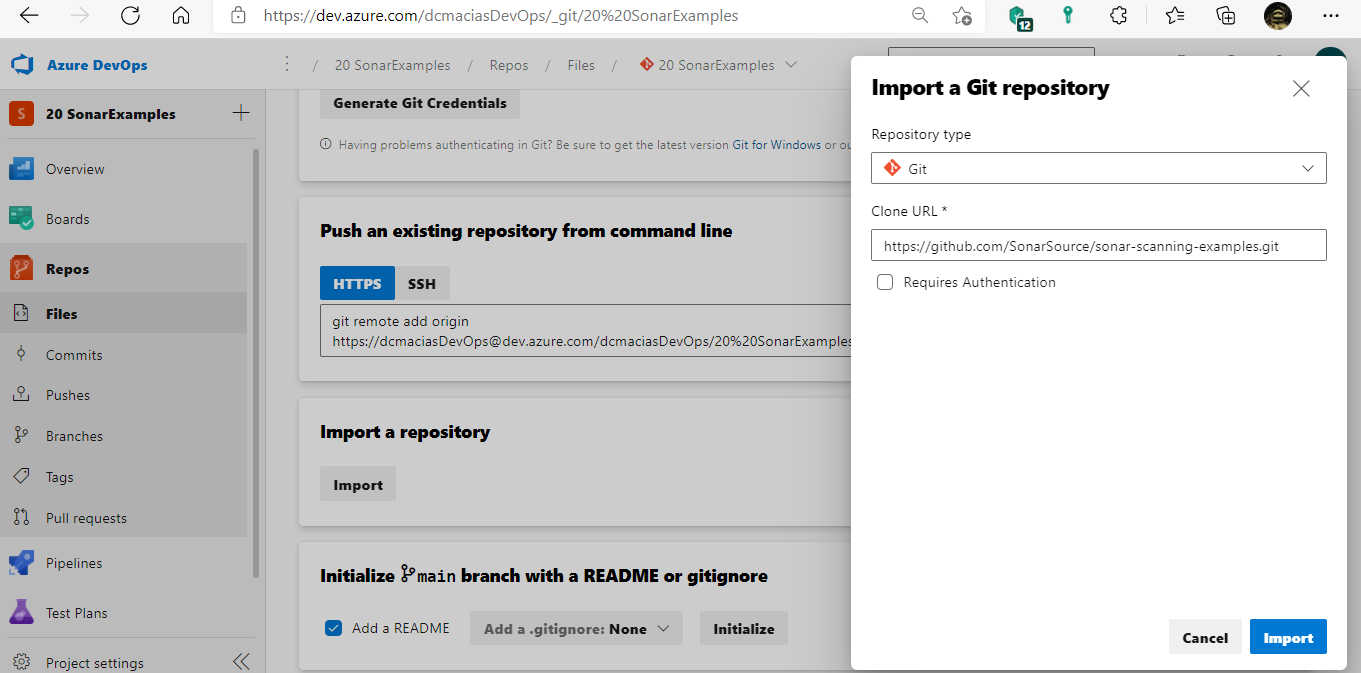 https://dev.azure.com/dcmaciasDevOps/_git/20%20SonarExamples
12
Azure DevOps
/ 20 SonarExamples / Repos / Files / 20 SonarExamples
S 20 SonarExamples
Overview
Boards
Repos
Files
Commits
Pushes
Branches
Tags
Pull requests
Pipelines
Test Plans
Project settings
Generate Git Credentials
Having problems authenticating in Git? Be sure to get the latest version Git for Windows or ou
Push an existing repository from command line
HTTPS SSH
git remote add origin
https://dcmaciasDevOps@dev.azure.com/dcmaciasDevOps/20%20SonarExamples
Import a repository
Import
Initialize main branch with a README or gitignore
Add a README Add a .gitignore: None Initialize
Import a Git repository
Repository type
Git
Clone URL *
https://github.com/SonarSource/sonar-scanning-examples.git
Requires Authentication
Cancel Import